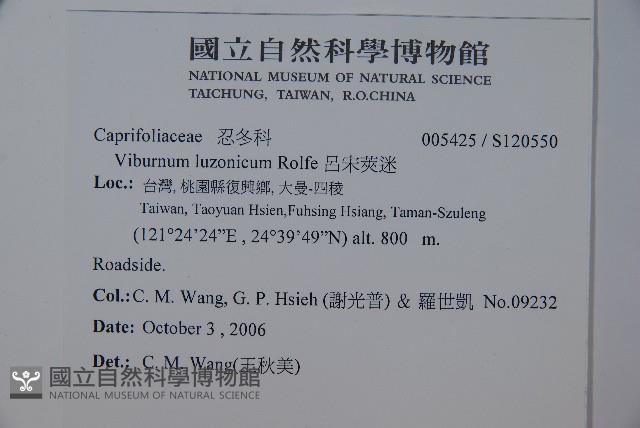 國立自然科學博物館
NATIONAL MUSEUM OF NATURAL SCIENCE
TAICHUNG, TAIWAN, R.O.CHINA
Caprifoliaceae 忍冬科 005425 / S120550
Viburnum luzonicum Rolfe 呂宋莢迷
Loc.: 台灣, 桃園縣復興鄉, 大曼-四稜
Taiwan, Taoyuan Hsien,Fuhsing Hsiang, Taman-Szuleng
(121°24’24”E , 24°39’49”N) alt. 800 m.
Roadside.
Col.: C. M. Wang, G. P. Hsieh (謝光普) & 羅世凱 No.09232
Date: October 3 , 2006
Det.: C. M. Wang(王秋美)
國立自然科學博物館
NATIONAL MUSEUM OF NATURAL SCIENCE